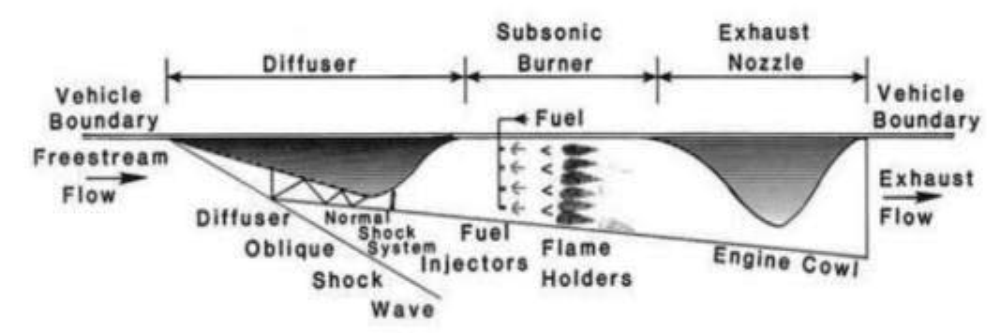 Diffuser
Subsonic
Burner
Exhaust
Nozzle
Vehicle
Boundary
Fuel
Vehicle
Boundary
Freestream
Flow
Exhaust
Flow
Diffuser
Oblique
Shock
Wave
Normal
Shock
System
Fuel
Injectors
Flame
Holders
Engine Cowl